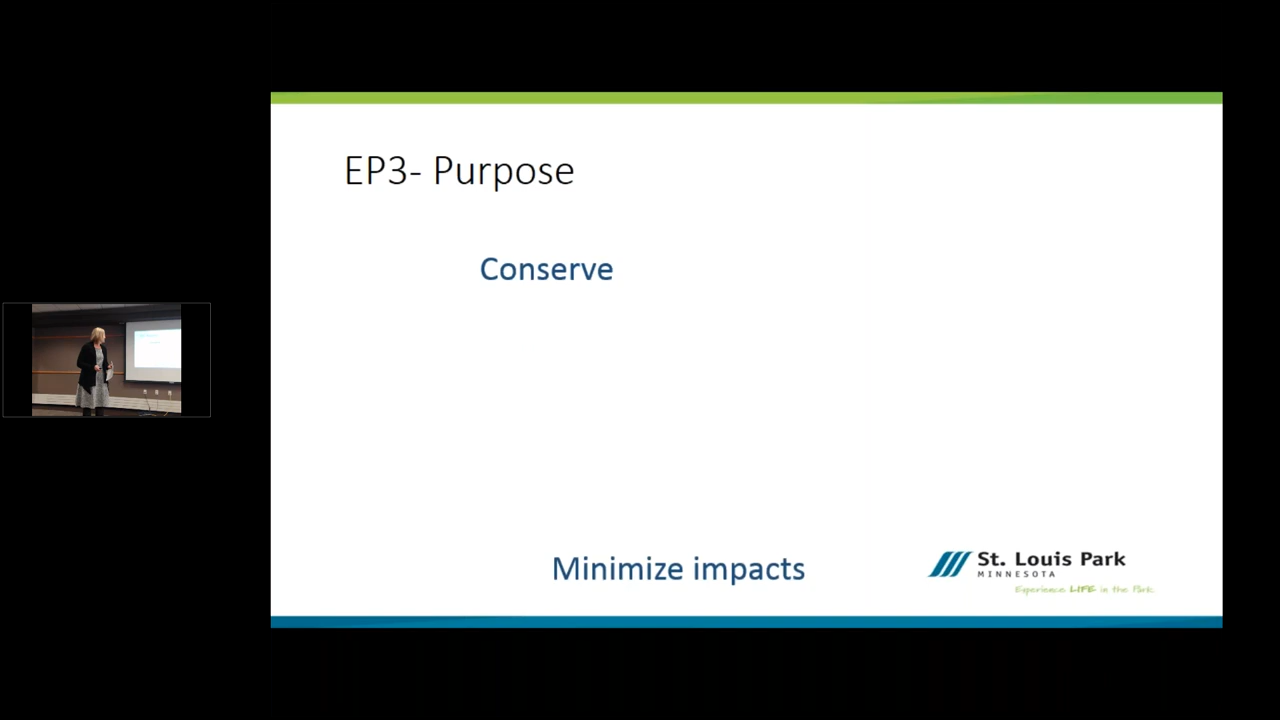 EP3- Purpose
Conserve
Minimize impacts
St. Louis Park
MINNESOTA
Experience LIFE in the Park